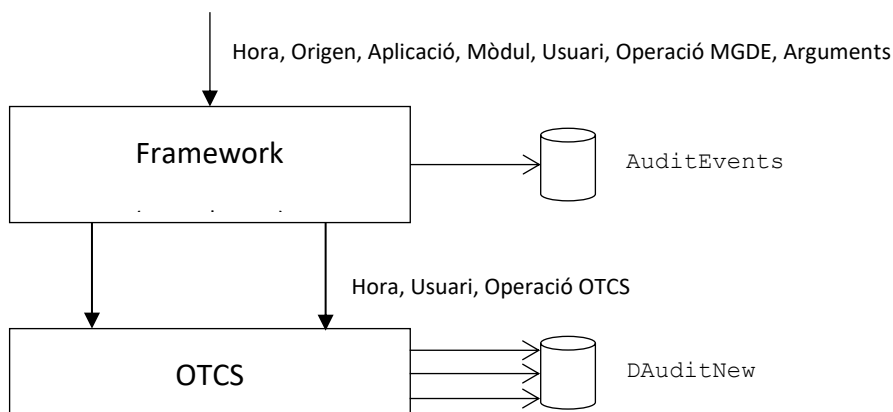 Hora, Origen, Aplicació, Mòdul, Usuari, Operació MGDE, Arguments
Framework
AuditEvents
Hora, Usuari, Operació OTCS
OTCS
DAuditNew